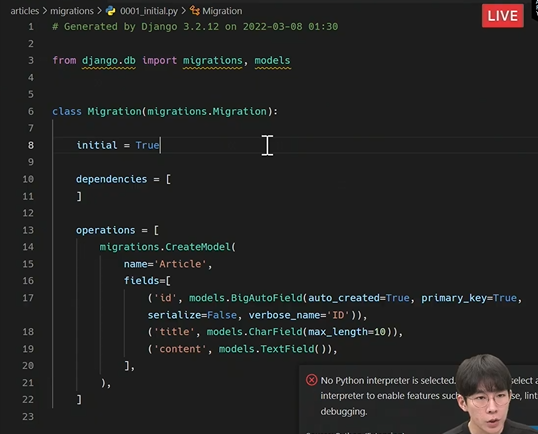 articles > migrations > 0001_initial.py > Migration
LIVE
1 # Generated by Django 3.2.12 on 2022-03-08 01:30
2
3 from django.db import migrations, models
4
5
6 class Migration(migrations.Migration):
7
8 initial = True
9
10 dependencies = [
11 ]
12
13 operations = [
14 migrations.CreateModel(
15 name='Article',
16 fields=[
17 ('id', models.BigAutoField(auto_created=True, primary_key=True,
serialize=False, verbose_name='ID')),
18 ('title', models.CharField(max_length=10)),
19 ('content', models.TextField()),
20 ],
21 ),
22 ]
23
No Python interpreter is selected. select a
interpreter to enable features such se, lint
debugging.